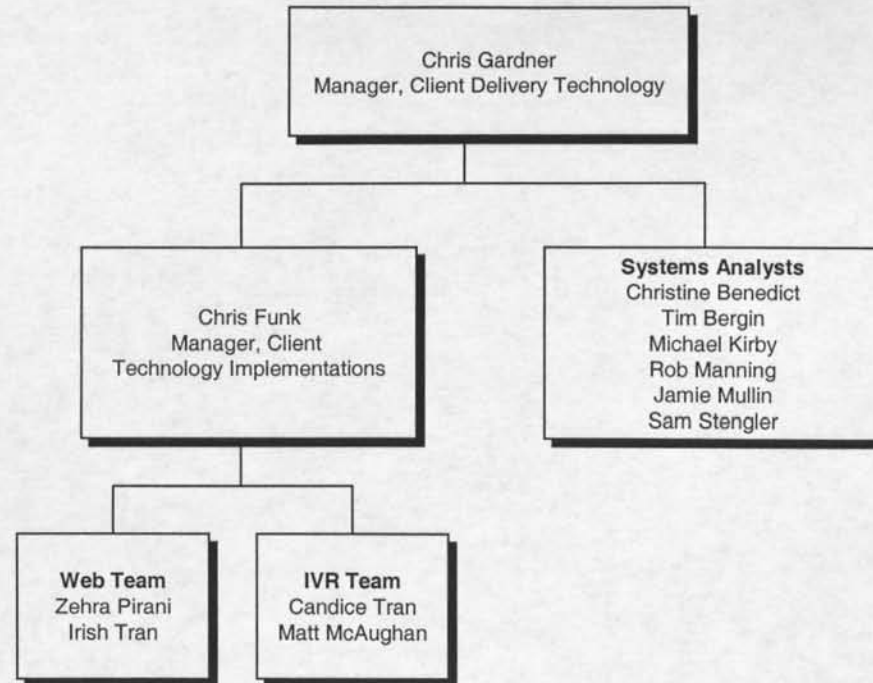 Chris Gardner
Manager, Client Delivery Technology
Chris Funk
Manager, Client
Technology Implementations
Systems Analysts
Christine Benedict
Tim Bergin
Michael Kirby
Rob Manning
Jamie Mullin
Sam Stengler
Web Team
Zehra Pirani
Irish Tran
IVR Team
Candice Tran
Matt McAughan